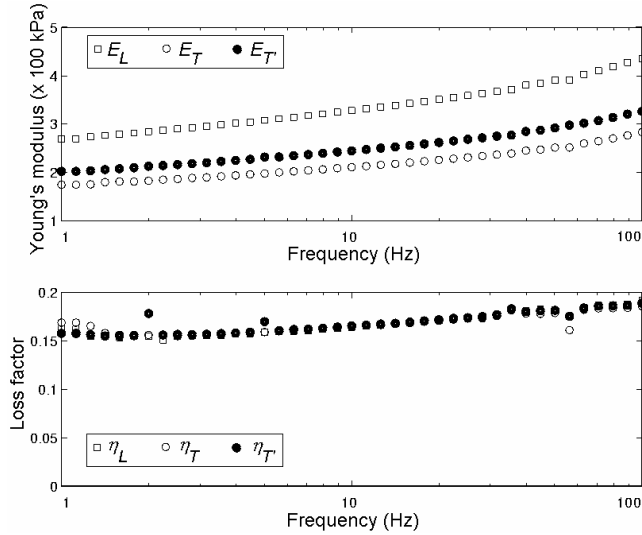 Young's modulus (x 100 kPa)
5
4
3
2
1
E_L E_T E_T'
1 10 100
Frequency (Hz)
Loss factor
0.2
0.15
0.1
0.05
0
η_L η_T η_T'
1 10 100
Frequency (Hz)